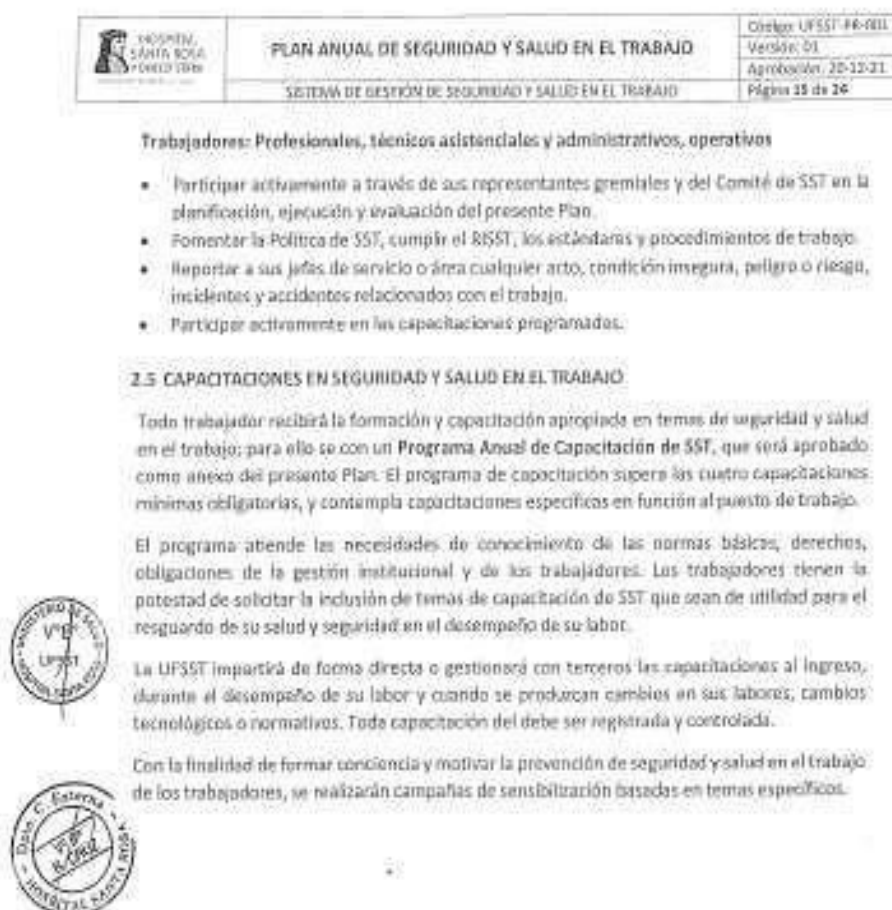 HOSPITAL
SANTA ROSA
PLAN ANUAL DE SEGURIDAD Y SALUD EN EL TRABAJO
SISTEMA DE GESTIÓN DE SEGURIDAD Y SALUD EN EL TRABAJO
Código: UFSST-PR-001
Versión: 01
Aprobación: 20-12-21
Página 15 de 24
Trabajadores: Profesionales, técnicos asistenciales y administrativos, operativos
• Participar activamente a través de sus representantes gremiales y del Comité de SST en la
planificación, ejecución y evaluación del presente Plan.
• Fomentar la Política de SST, cumplir el RISST, los estándares y procedimientos de trabajo.
• Reportar a sus jefes de servicio o área cualquier acto, condición insegura, peligro o riesgo,
incidentes y accidentes relacionados con el trabajo.
• Participar activamente en las capacitaciones programadas.
2.5 CAPACITACIONES EN SEGURIDAD Y SALUD EN EL TRABAJO
Todo trabajador recibirá la formación y capacitación apropiada en temas de seguridad y salud
en el trabajo; para ello se con un Programa Anual de Capacitación de SST, que será aprobado
como anexo del presente Plan. El programa de capacitación supera las cuatro capacitaciones
mínimas obligatorias, y contempla capacitaciones específicas en función al puesto de trabajo.
El programa atiende las necesidades de conocimiento de las normas básicas, derechos,
obligaciones de la gestión institucional y de los trabajadores. Los trabajadores tienen la
potestad de solicitar la inclusión de temas de capacitación de SST que sean de utilidad para el
resguardo de su salud y seguridad en el desempeño de su labor.
La UFSST impartirá de forma directa o gestionará con terceros las capacitaciones al ingreso,
durante el desempeño de su labor y cuando se produzcan cambios en sus labores, cambios
tecnológicos o normativos. Toda capacitación del debe ser registrada y controlada.
Con la finalidad de formar conciencia y motivar la prevención de seguridad y salud en el trabajo
de los trabajadores, se realizarán campañas de sensibilización basadas en temas específicos.
MINISTERIO DE SALUD
V°B°
UFSST
HOSPITAL SANTA ROSA
Dpto. C. Externa
V°B°
HOSPITAL SANTA ROSA